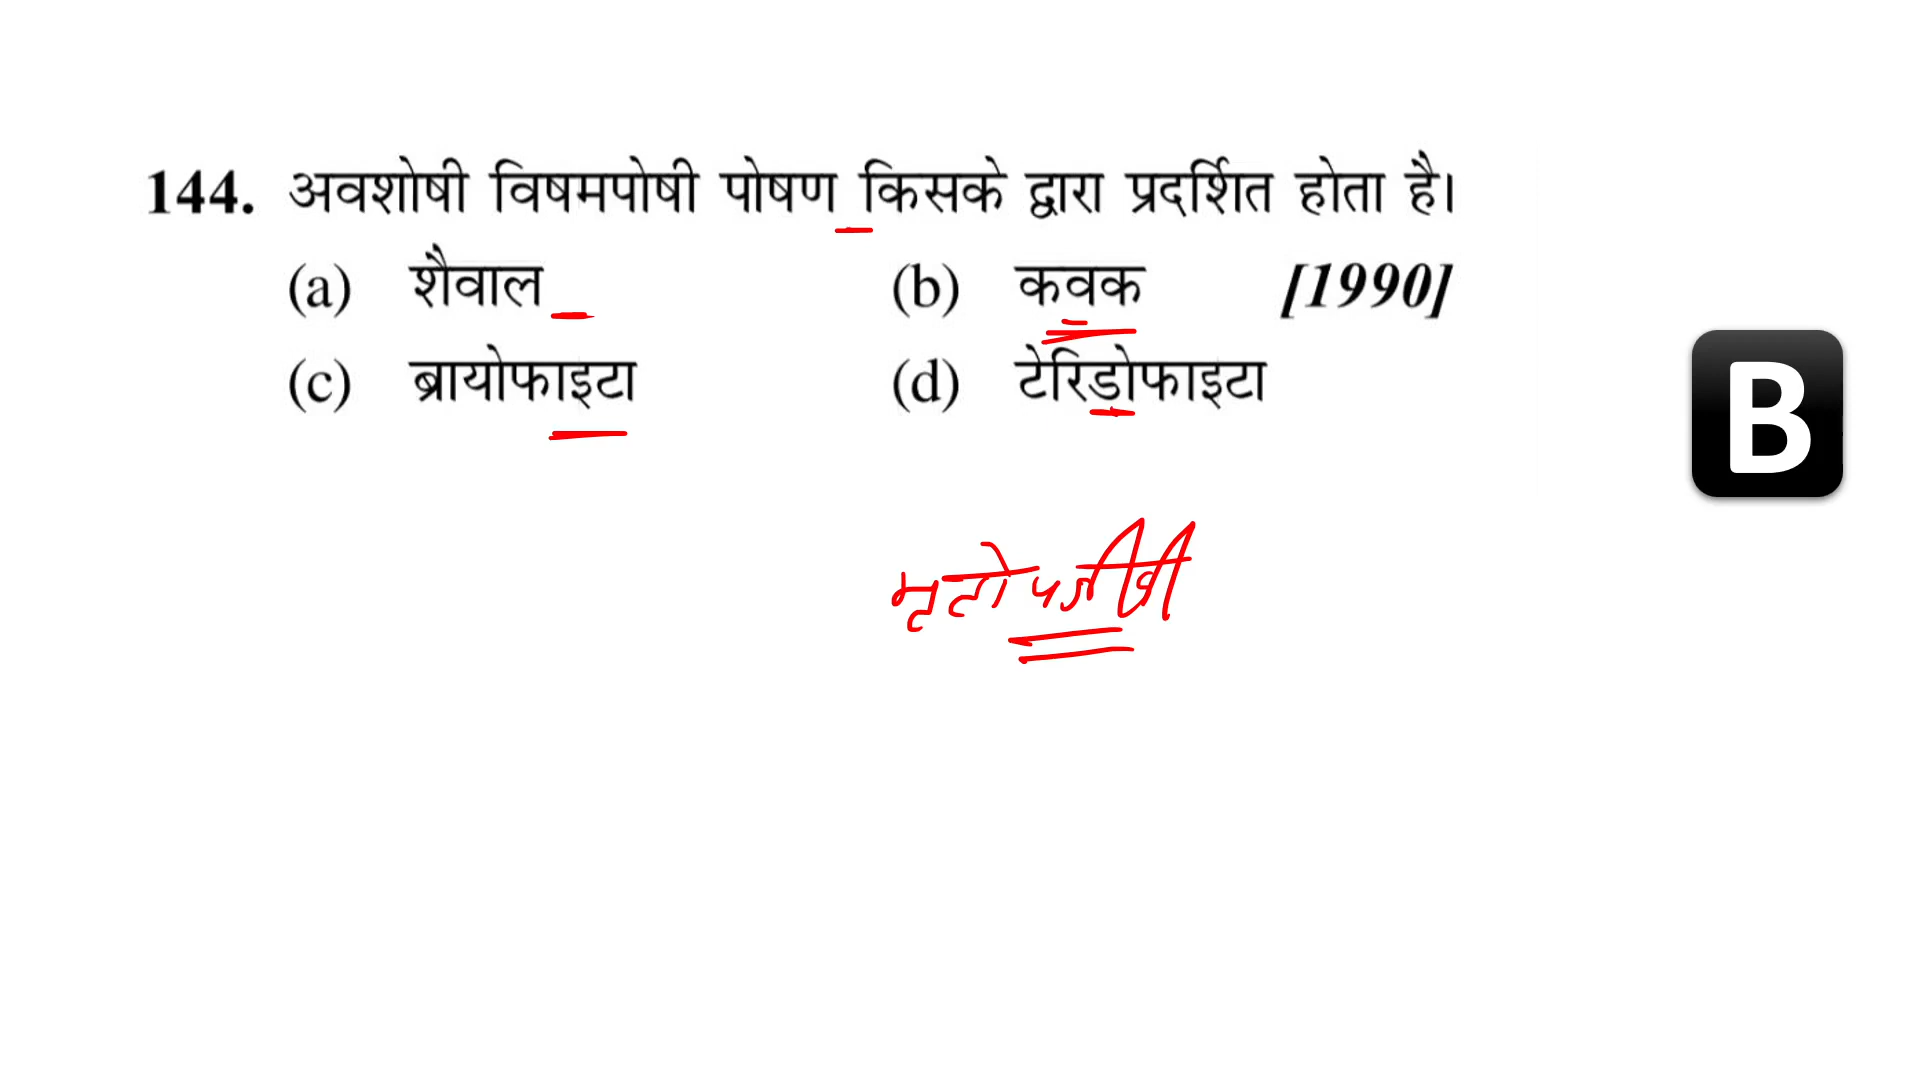 144. अवशोषी विषमपोषी पोषण किसके द्वारा प्रदर्शित होता है।
(a) शैवाल (b) कवक [1990]
(c) ब्रायोफाइटा (d) टेरिडोफाइटा
B
मृतोपजीवी